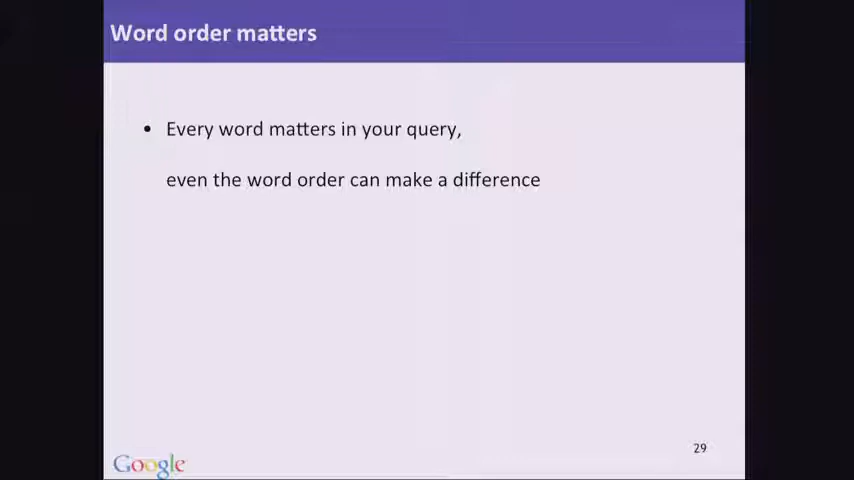 Word order matters
• Every word matters in your query,
even the word order can make a difference
29
Google